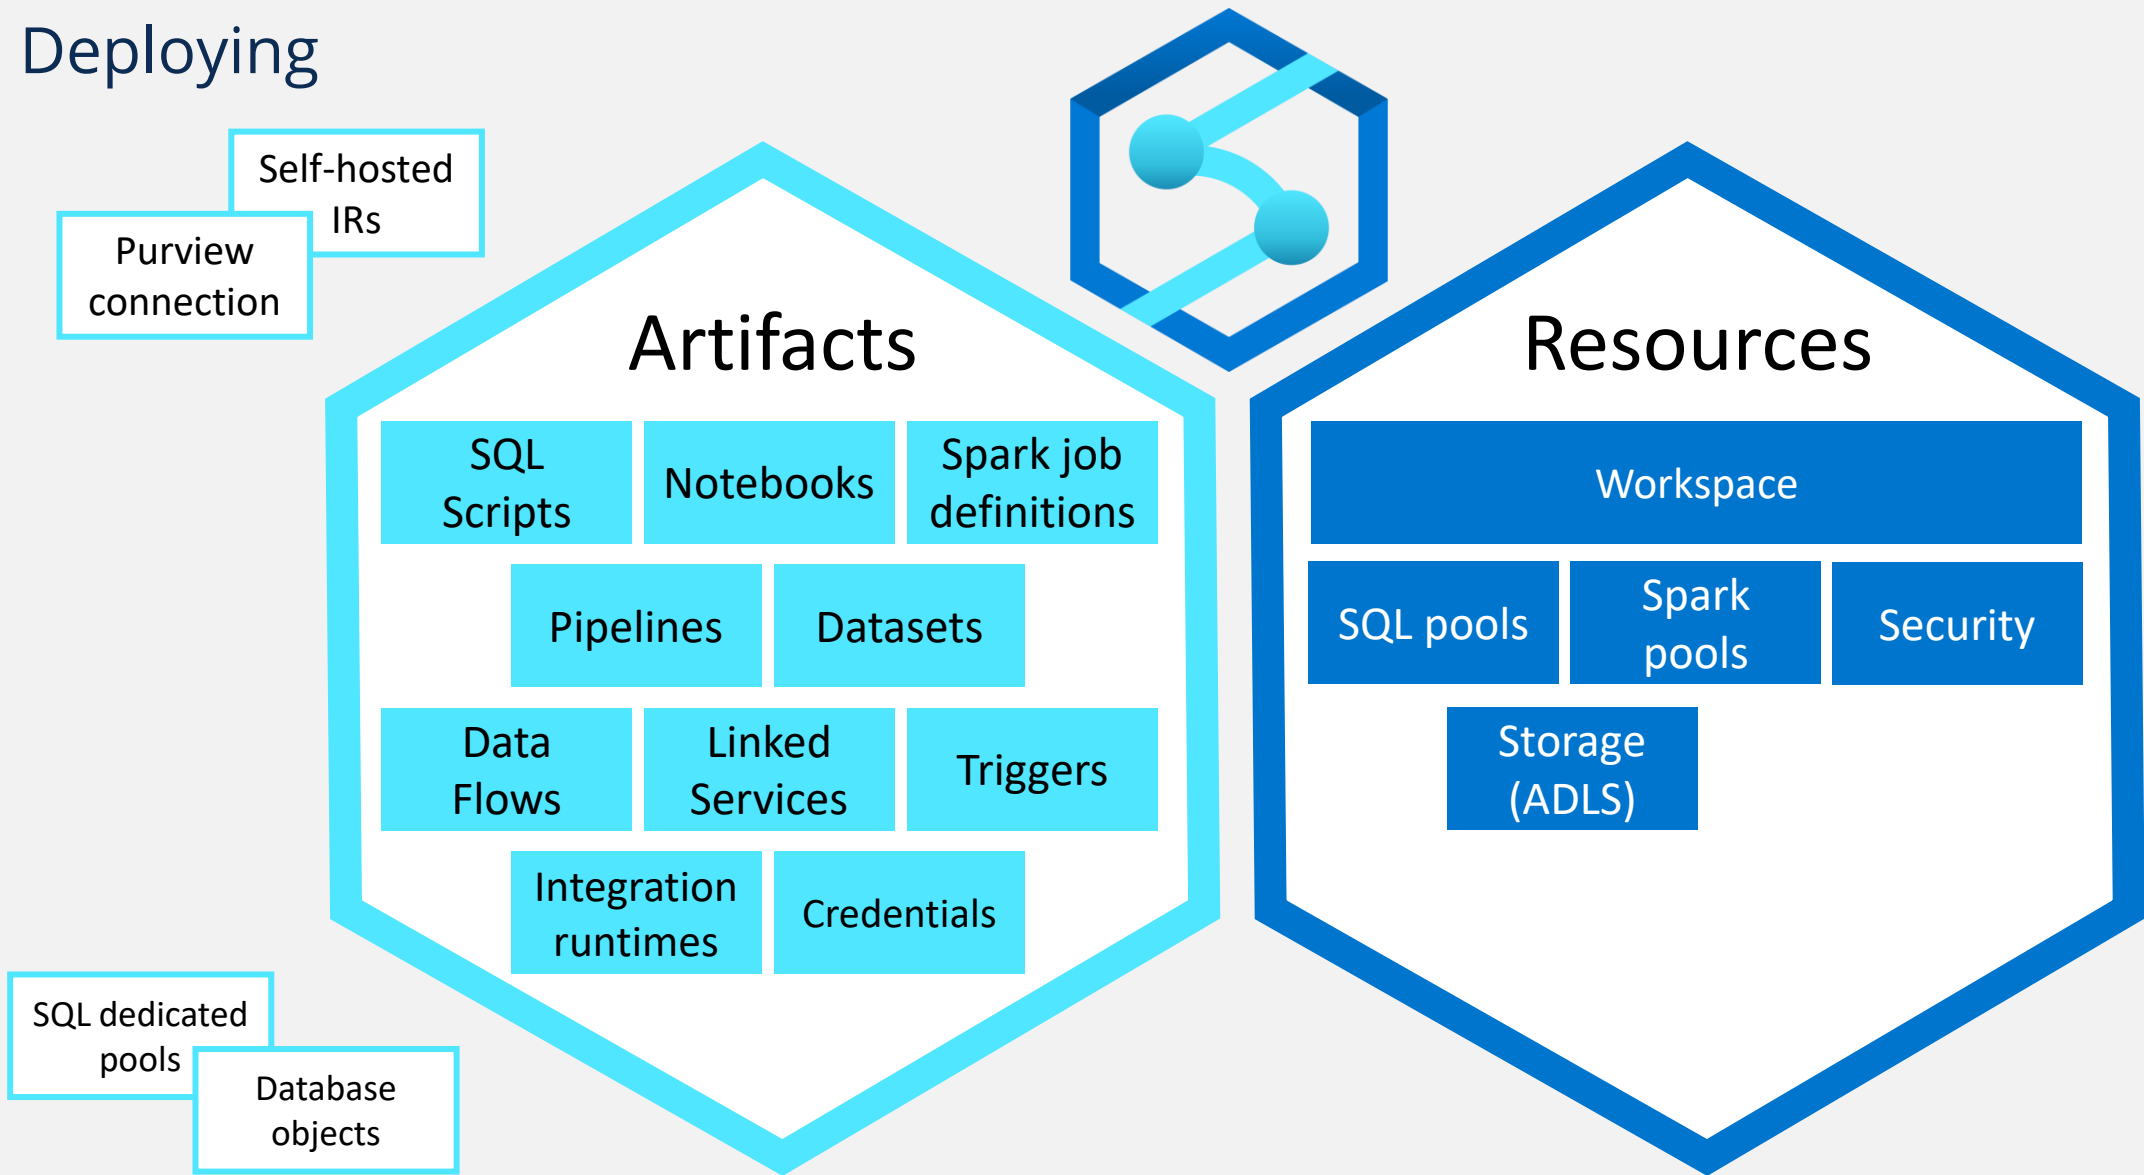 Deploying
Self-hosted
IRs
Purview
connection
Artifacts
SQL
Scripts
Notebooks
Spark job
definitions
Pipelines
Datasets
Data
Flows
Linked
Services
Triggers
Integration
runtimes
Credentials
SQL dedicated
pools
Database
objects
Resources
Workspace
SQL pools
Spark
pools
Security
Storage
(ADLS)